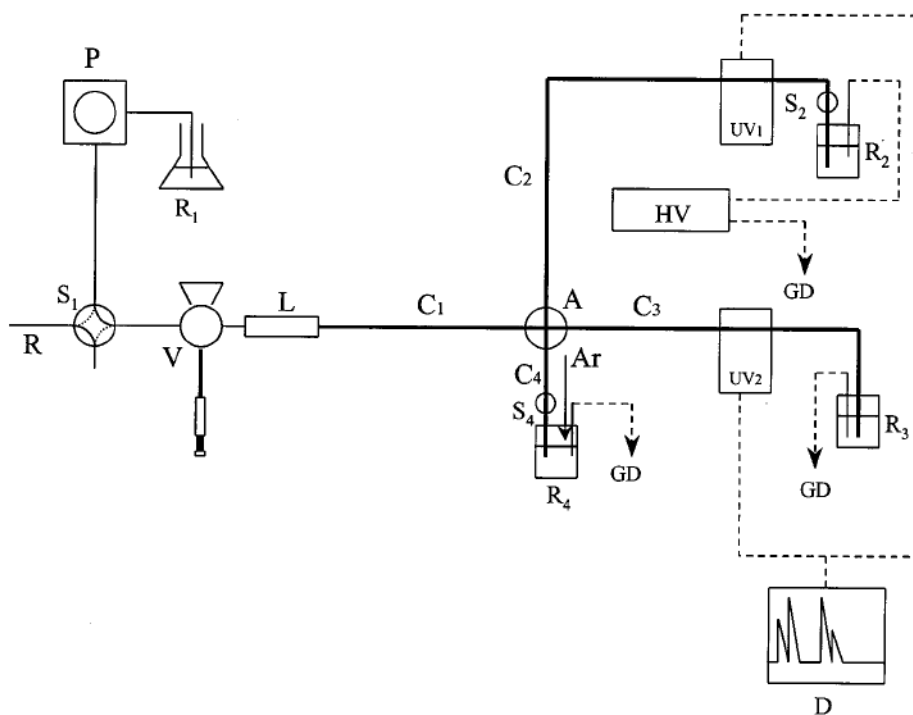 P
R₁
S₁
R
V
L
C₁
C₂
A
C₃
UV₁
S₂
R₂
HV
GD
Ar
C₄
S₄
R₄
GD
UV₂
R₃
GD
D